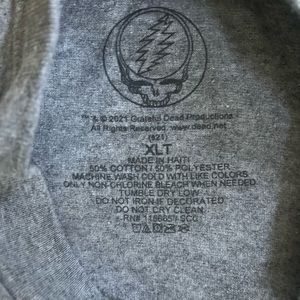 ™ & © 2021 Grateful Dead Productions
All Rights Reserved. www.dead.net
(s21)
XLT
MADE IN HAITI
50% COTTON / 50% POLYESTER
MACHINE WASH COLD WITH LIKE COLORS
ONLY NON-CHLORINE BLEACH WHEN NEEDED
TUMBLE DRY LOW
DO NOT IRON IF DECORATED
DO NOT DRY CLEAN
RN#